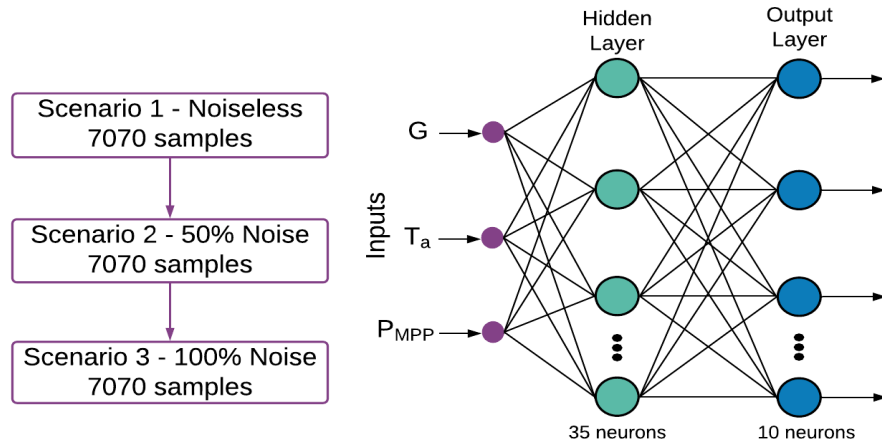 Scenario 1 - Noiseless
7070 samples
Scenario 2 - 50% Noise
7070 samples
Scenario 3 - 100% Noise
7070 samples
Inputs
G
Ta
PMPP
Hidden
Layer
35 neurons
Output
Layer
10 neurons